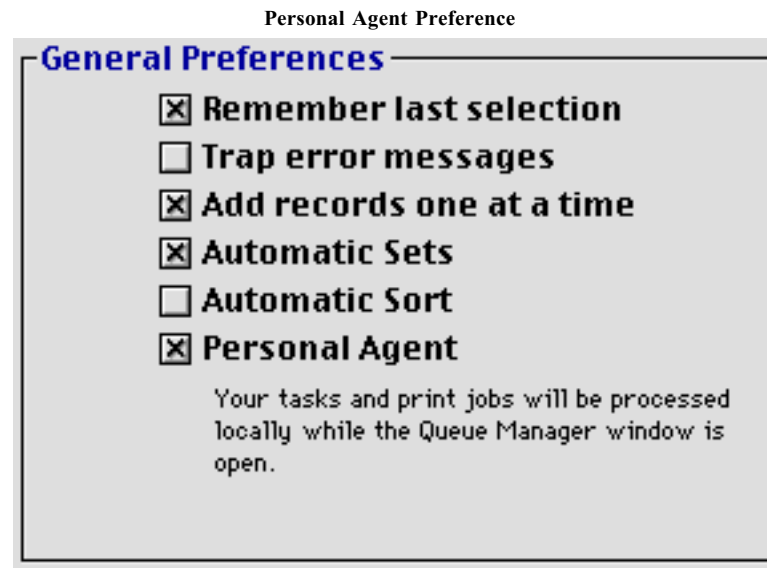 Personal Agent Preference
General Preferences
Remember last selection
Trap error messages
Add records one at a time
Automatic Sets
Automatic Sort
Personal Agent
Your tasks and print jobs will be processed
locally while the Queue Manager window is
open.